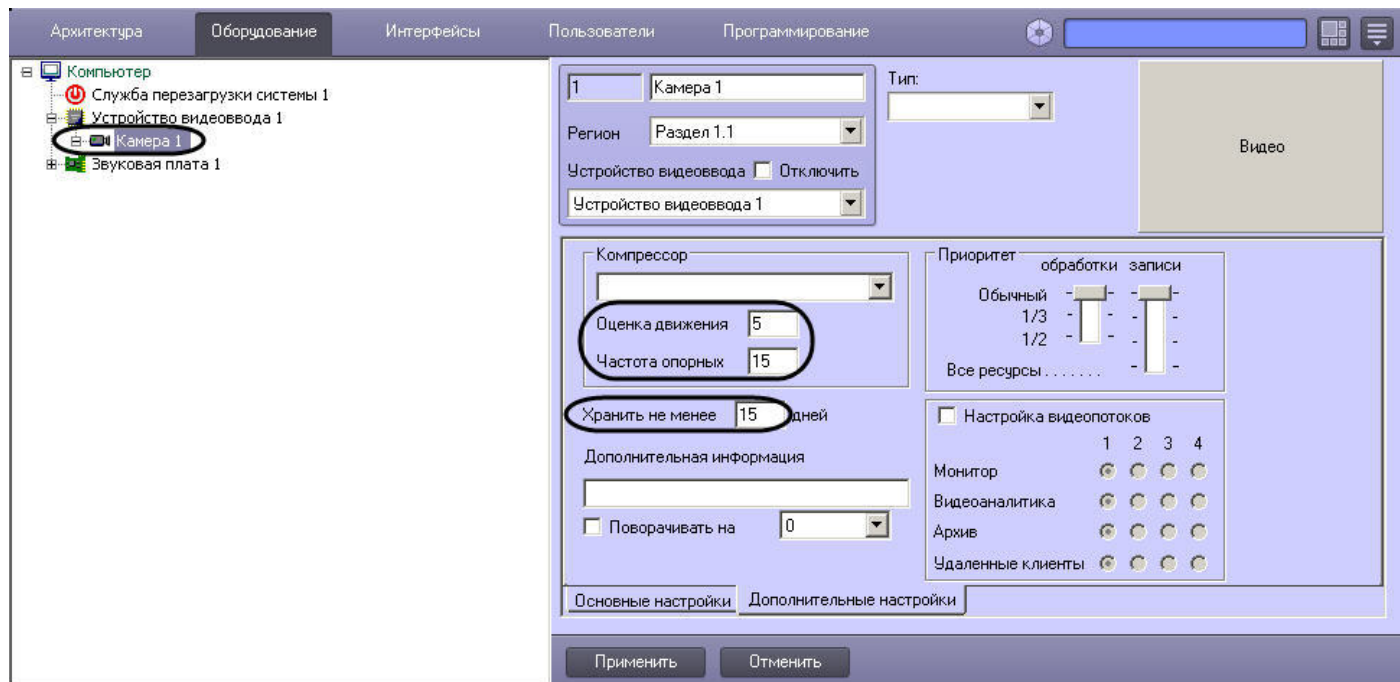 Архитектура Оборудование Интерфейсы Пользователи Программирование
Компьютер
Служба перезагрузки системы 1
Устройство видеоввода 1
Камера 1
Звуковая плата 1
1 Камера 1
Тип:
Регион Раздел 1.1
Устройство видеоввода Отключить
Устройство видеоввода 1
Видео
Компрессор
Оценка движения 5
Частота опорных 15
Хранить не менее 15 дней
Дополнительная информация
Поворачивать на 0
Приоритет
обработки записи
Обычный
1/3
1/2
Все ресурсы . . . . . . .
Настройка видеопотоков
1 2 3 4
Монитор
Видеоаналитика
Архив
Удаленные клиенты
Основные настройки Дополнительные настройки
Применить Отменить